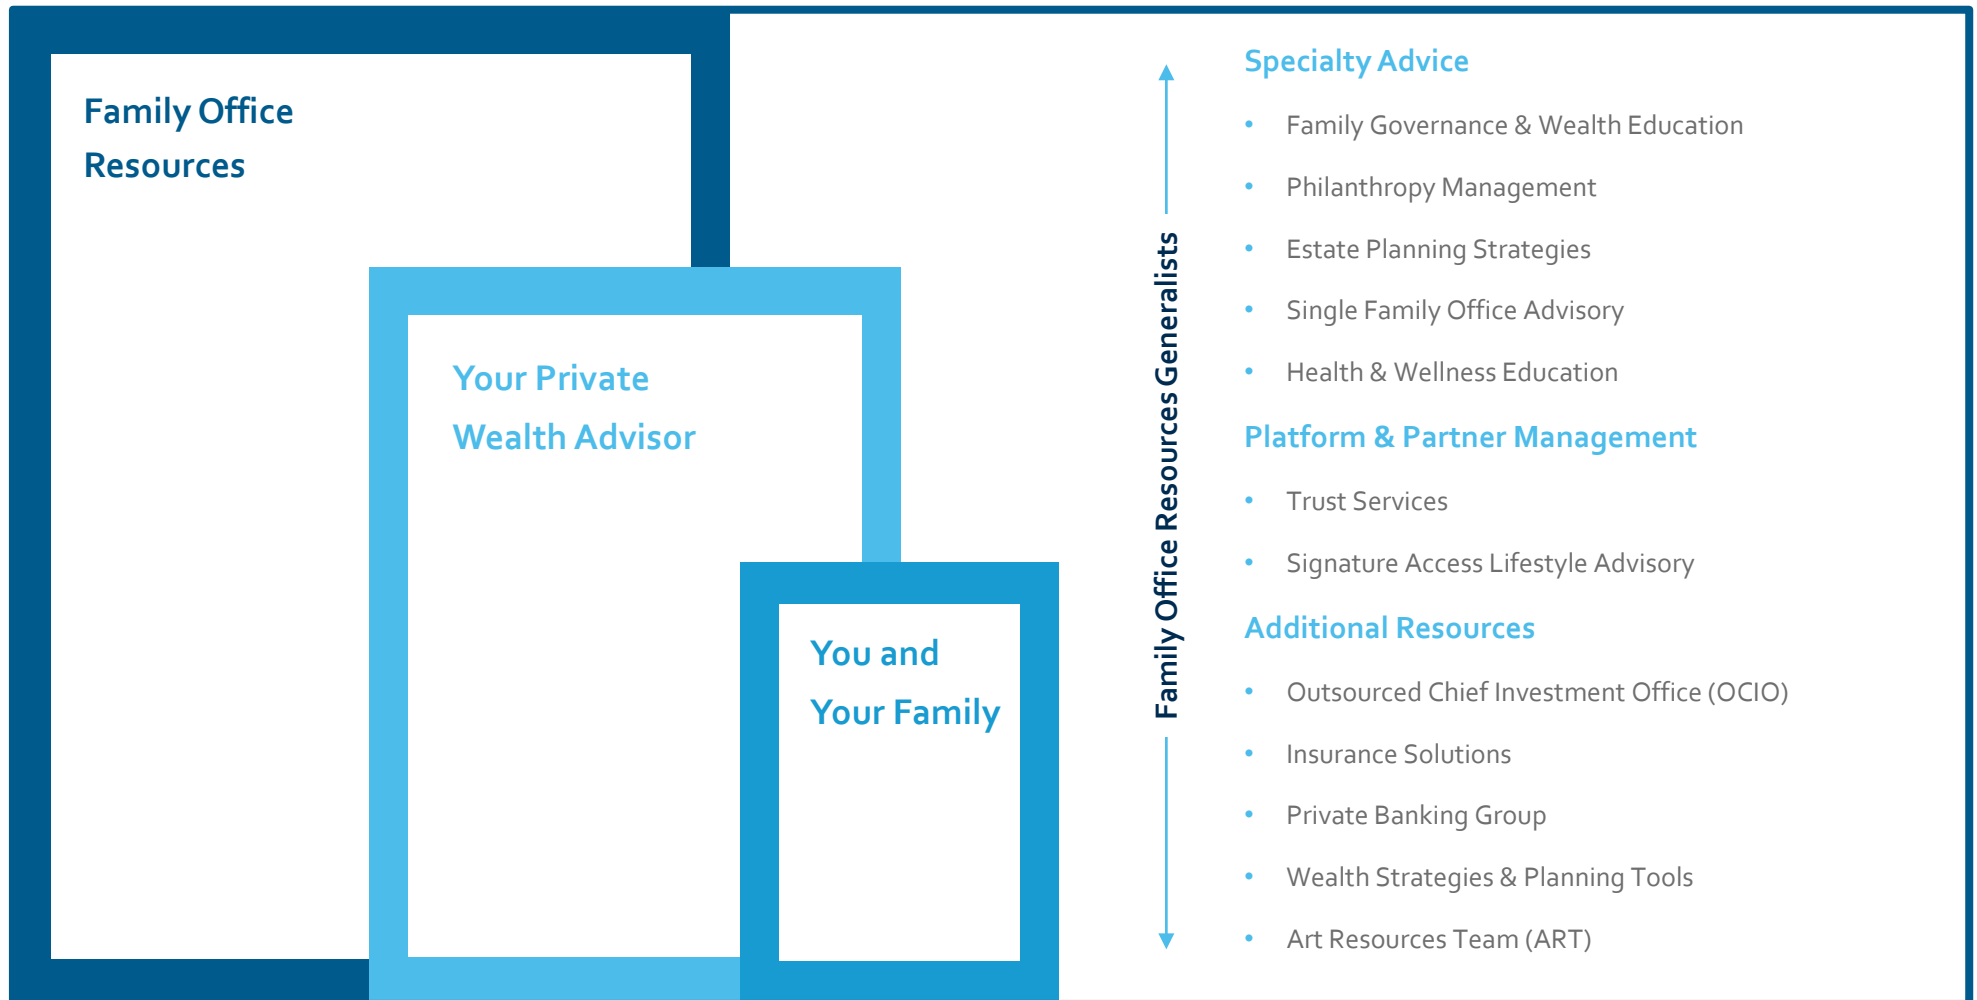 Family Office
Resources
Your Private
Wealth Advisor
You and
Your Family
Family Office Resources Generalists
Specialty Advice
• Family Governance & Wealth Education
• Philanthropy Management
• Estate Planning Strategies
• Single Family Office Advisory
• Health & Wellness Education
Platform & Partner Management
• Trust Services
• Signature Access Lifestyle Advisory
Additional Resources
• Outsourced Chief Investment Office (OCIO)
• Insurance Solutions
• Private Banking Group
• Wealth Strategies & Planning Tools
• Art Resources Team (ART)